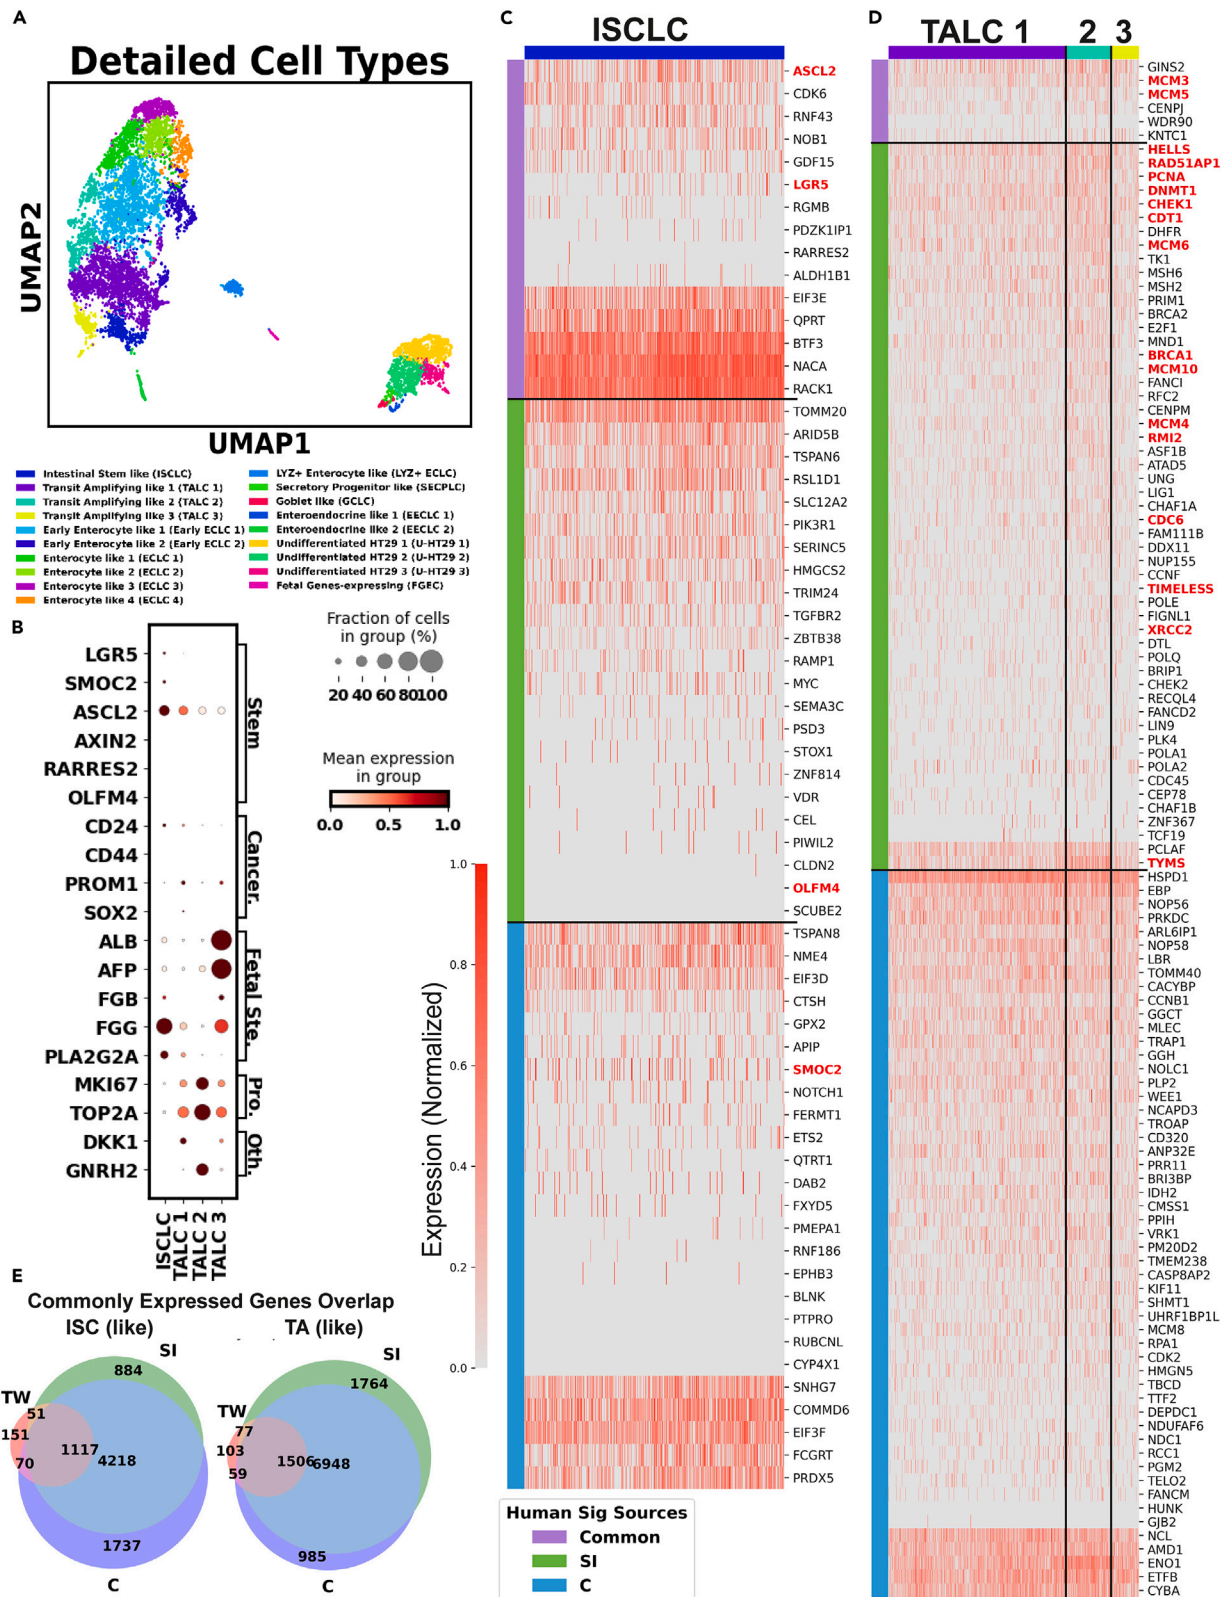 A
Detailed Cell Types
UMAP2
UMAP1
Intestinal Stem like (ISCLC)
Transit Amplifying like 1 (TALC 1)
Transit Amplifying like 2 (TALC 2)
Transit Amplifying like 3 (TALC 3)
Early Enterocyte like 1 (Early ECLC 1)
Early Enterocyte like 2 (Early ECLC 2)
Enterocyte like 1 (ECLC 1)
Enterocyte like 2 (ECLC 2)
Enterocyte like 3 (ECLC 3)
Enterocyte like 4 (ECLC 4)
LYZ+ Enterocyte like (LYZ+ ECLC)
Secretory Progenitor like (SECPLC)
Goblet like (GCLC)
Enteroendocrine like 1 (EECLC 1)
Enteroendocrine like 2 (EECLC 2)
Undifferentiated HT29 1 (U-HT29 1)
Undifferentiated HT29 2 (U-HT29 2)
Undifferentiated HT29 3 (U-HT29 3)
Fetal Genes-expressing (FGEC)
B
LGR5
SMOC2
ASCL2
AXIN2
RARRES2
OLFM4
CD24
CD44
PROM1
SOX2
ALB
AFP
FGB
FGG
PLA2G2A
MKI67
TOP2A
DKK1
GNRH2
Stem
Cancer.
Fetal Ste.
Pro.
Oth.
ISCLC
TALC 1
TALC 2
TALC 3
Fraction of cells
in group (%)
20 40 60 80 100
Mean expression
in group
0.0 0.5 1.0
Expression (Normalized)
1.0
0.8
0.6
0.4
0.2
0.0
C
ISCLC
ASCL2
CDK6
RNF43
NOB1
GDF15
LGR5
RGMB
PDZK1IP1
RARRES2
ALDH1B1
EIF3E
QPRT
BTF3
NACA
RACK1
TOMM20
ARID5B
TSPAN6
RSL1D1
SLC12A2
PIK3R1
SERINC5
HMGCS2
TRIM24
TGFBR2
ZBTB38
RAMP1
MYC
SEMA3C
PSD3
STOX1
ZNF814
VDR
CEL
PIWIL2
CLDN2
OLFM4
SCUBE2
TSPAN8
NME4
EIF3D
CTSH
GPX2
APIP
SMOC2
NOTCH1
FERMT1
ETS2
QTRT1
DAB2
FXYD5
PMEPA1
RNF186
EPHB3
BLNK
PTPRO
RUBCNL
CYP4X1
SNHG7
COMMD6
EIF3F
FCGRT
PRDX5
Human Sig Sources
Common
SI
C
D
TALC 1 2 3
GINS2
MCM3
MCM5
CENPJ
WDR90
KNTC1
HELLS
RAD51AP1
PCNA
DNMT1
CHEK1
CDT1
DHFR
MCM6
TK1
MSH6
MSH2
PRIM1
BRCA2
E2F1
MND1
BRCA1
MCM10
FANCI
RFC2
CENPM
MCM4
RMI2
ASF1B
ATAD5
UNG
LIG1
CHAF1A
CDC6
FAM111B
DDX11
NUP155
CCNF
TIMELESS
POLE
FIGNL1
XRCC2
DTL
POLQ
BRIP1
CHEK2
RECQL4
FANCD2
LIN9
PLK4
POLA1
POLA2
CDC45
CEP78
CHAF1B
ZNF367
TCF19
PCLAF
TYMS
HSPD1
EBP
NOP56
PRKDC
ARL6IP1
NOP58
LBR
TOMM40
CACYBP
CCNB1
GGCT
MLEC
TRAP1
GGH
NOLC1
PLP2
WEE1
NCAPD3
TROAP
CD320
ANP32E
PRR11
BRI3BP
IDH2
CMSS1
PPIH
VRK1
PM20D2
TMEM238
CASP8AP2
KIF11
SHMT1
UHRF1BP1L
MCM8
RPA1
CDK2
HMGN5
TBCD
TTF2
DEPDC1
NDUFAF6
NDC1
RCC1
PGM2
TELO2
FANCM
HUNK
GJB2
NCL
AMD1
ENO1
ETFB
CYBA
E
Commonly Expressed Genes Overlap
ISC (like)
TA (like)
SI
884
TW
51
151
1117
4218
70
1737
C
SI
1764
TW
77
103
1506
6948
59
985
C